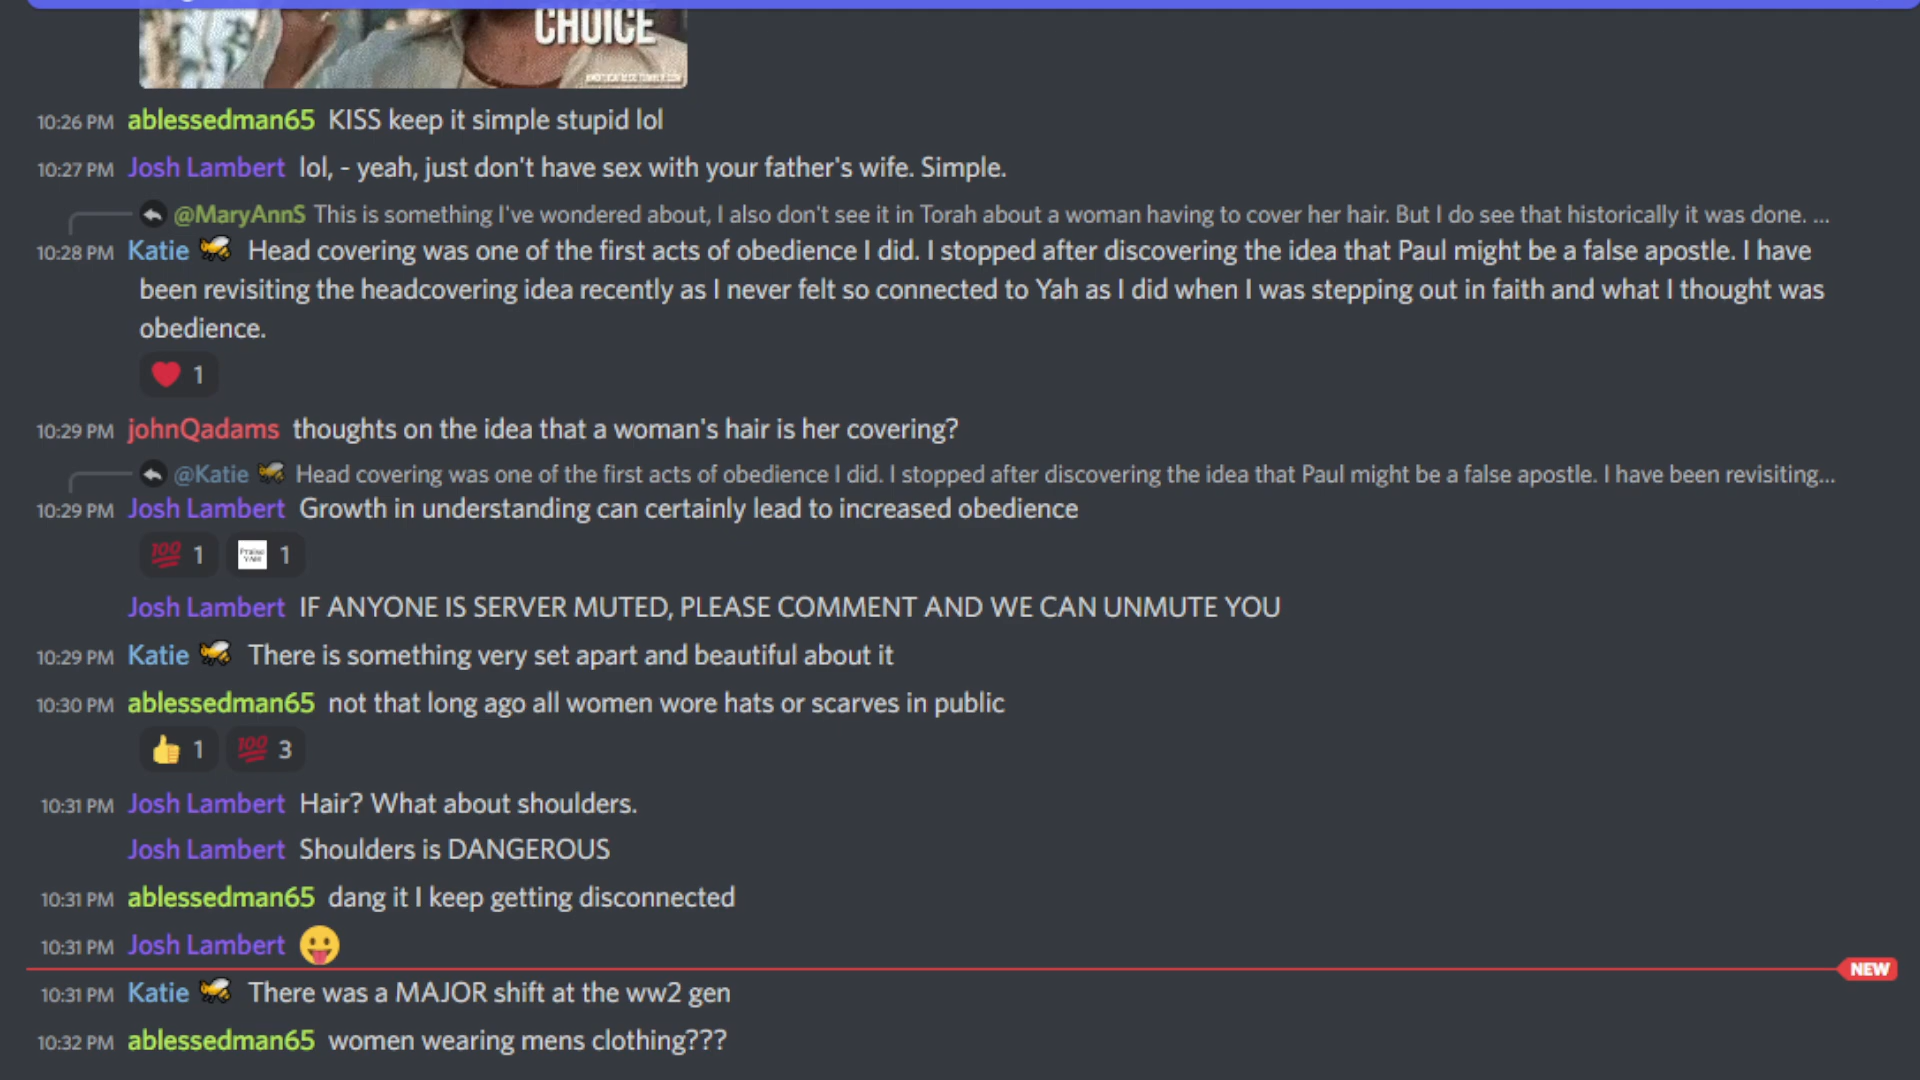 CHOICE
10:26 PM ablessedman65 KISS keep it simple stupid lol
10:27 PM Josh Lambert lol, - yeah, just don't have sex with your father's wife. Simple.
@MaryAnnS This is something I've wondered about, I also don't see it in Torah about a woman having to cover her hair. But I do see that historically it was done. ...
10:28 PM Katie Head covering was one of the first acts of obedience I did. I stopped after discovering the idea that Paul might be a false apostle. I have
been revisiting the headcovering idea recently as I never felt so connected to Yah as I did when I was stepping out in faith and what I thought was
obedience.
1
10:29 PM johnQadams thoughts on the idea that a woman's hair is her covering?
@Katie Head covering was one of the first acts of obedience I did. I stopped after discovering the idea that Paul might be a false apostle. I have been revisiting...
10:29 PM Josh Lambert Growth in understanding can certainly lead to increased obedience
100 1 Praise YAH 1
Josh Lambert IF ANYONE IS SERVER MUTED, PLEASE COMMENT AND WE CAN UNMUTE YOU
10:29 PM Katie There is something very set apart and beautiful about it
10:30 PM ablessedman65 not that long ago all women wore hats or scarves in public
1 100 3
10:31 PM Josh Lambert Hair? What about shoulders.
Josh Lambert Shoulders is DANGEROUS
10:31 PM ablessedman65 dang it I keep getting disconnected
10:31 PM Josh Lambert
NEW
10:31 PM Katie There was a MAJOR shift at the ww2 gen
10:32 PM ablessedman65 women wearing mens clothing???